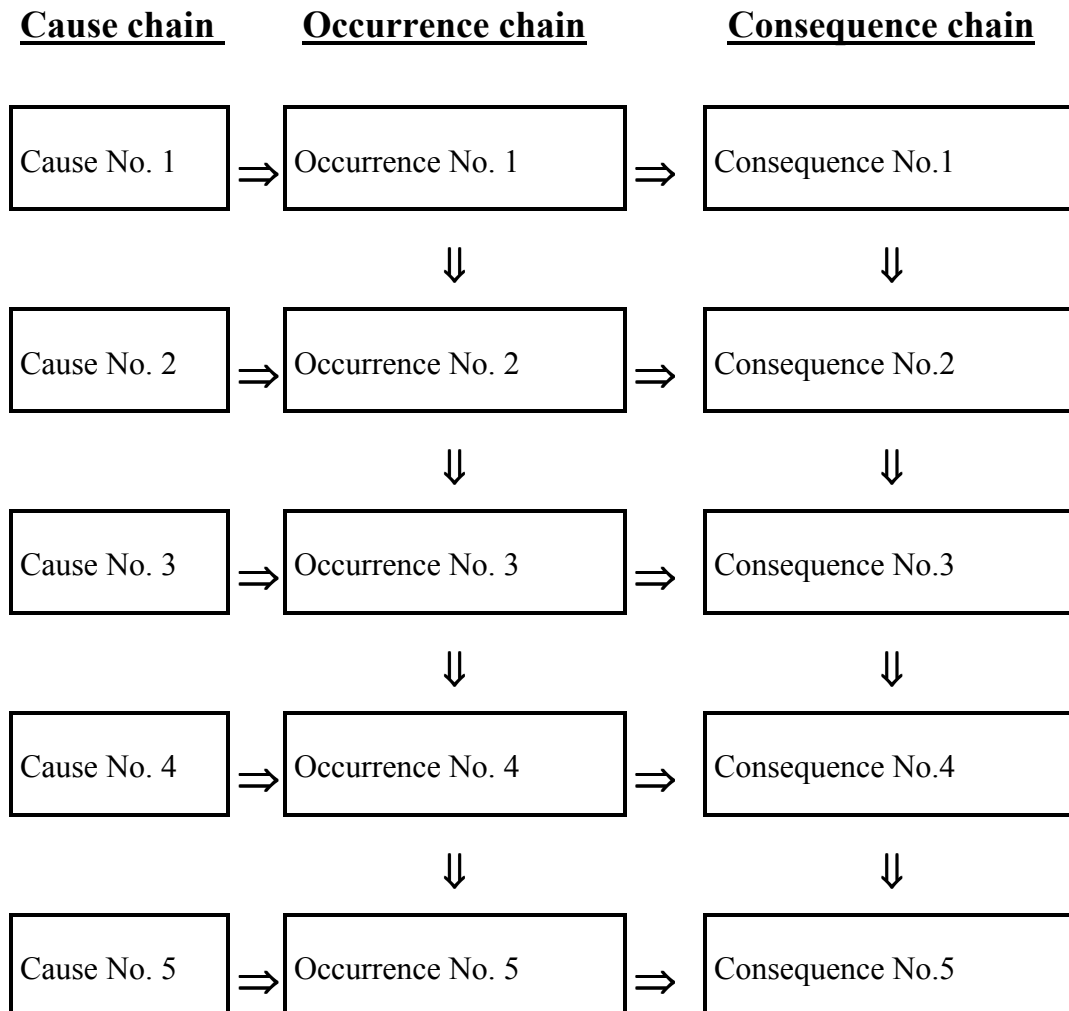 Cause chain Occurrence chain Consequence chain
Cause No. 1 ⇒ Occurrence No. 1 ⇒ Consequence No.1
⇓ ⇓
Cause No. 2 ⇒ Occurrence No. 2 ⇒ Consequence No.2
⇓ ⇓
Cause No. 3 ⇒ Occurrence No. 3 ⇒ Consequence No.3
⇓ ⇓
Cause No. 4 ⇒ Occurrence No. 4 ⇒ Consequence No.4
⇓ ⇓
Cause No. 5 ⇒ Occurrence No. 5 ⇒ Consequence No.5